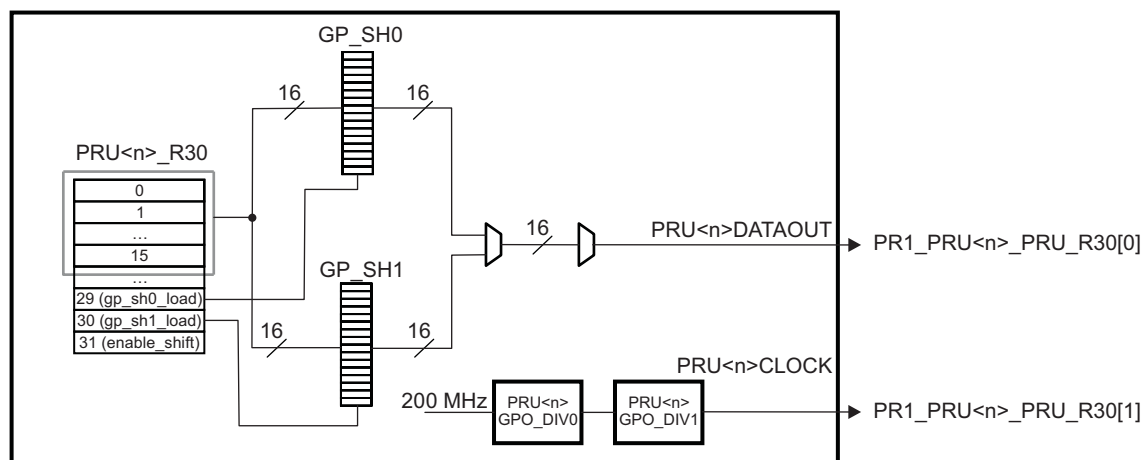 GP_SH0
16
16
PRU<n>_R30
0
1
...
15
...
29 (gp_sh0_load)
30 (gp_sh1_load)
31 (enable_shift)
GP_SH1
16
16
16
PRU<n>DATAOUT
PR1_PRU<n>_PRU_R30[0]
PRU<n>CLOCK
200 MHz
PRU<n>
GPO_DIV0
PRU<n>
GPO_DIV1
PR1_PRU<n>_PRU_R30[1]